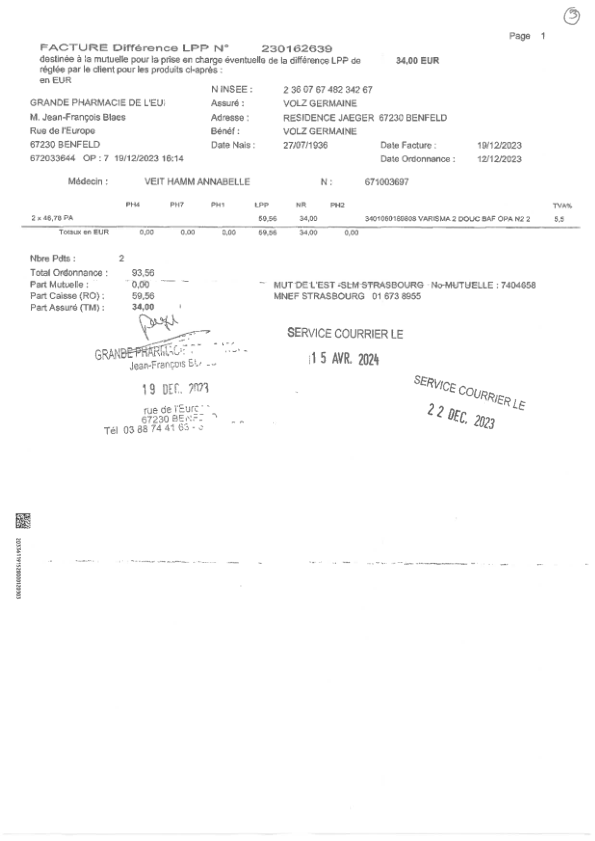 3
Page 1
FACTURE Différence LPP N° 230162639
destinée à la mutuelle pour la prise en charge éventuelle de la différence LPP de 34,00 EUR
réglée par le client pour les produits ci-après :
en EUR
N INSEE : 2 36 07 67 482 342 67
GRANDE PHARMACIE DE L'EU Assuré : VOLZ GERMAINE
M. Jean-François Blaes Adresse : RESIDENCE JAEGER 67230 BENFELD
Rue de l'Europe Bénéf : VOLZ GERMAINE
67230 BENFELD Date Nais : 27/07/1936 Date Facture : 19/12/2023
672033644 OP : 7 19/12/2023 16:14 Date Ordonnance : 12/12/2023
Médecin : VEIT HAMM ANNABELLE N : 671003697
PH4 PH7 PH1 LPP NR PH2 TVA%
2 x 46,78 PA 59,56 34,00 VARISMA 2 DOUC BAF OPA N2 2 5,5
Totaux en EUR 0,00 0,00 0,00 59,56 34,00 0,00
Nbre Pdts : 2
Total Ordonnance : 93,56
Part Mutuelle : 0,00 MUT DE L'EST -SLM STRASBOURG No MUTUELLE : 7404658
Part Caisse (RO) : 59,56 MNEF STRASBOURG 01 673 8955
Part Assuré (TM) : 34,00
SERVICE COURRIER LE
GRANDE PHARM
15 AVR. 2024
Jean-François
SERVICE COURRIER LE
19 DEC. 2023
22 DEC. 2023
rue de l'Euro
67230 BENF
Tél 03 88 74 41 63